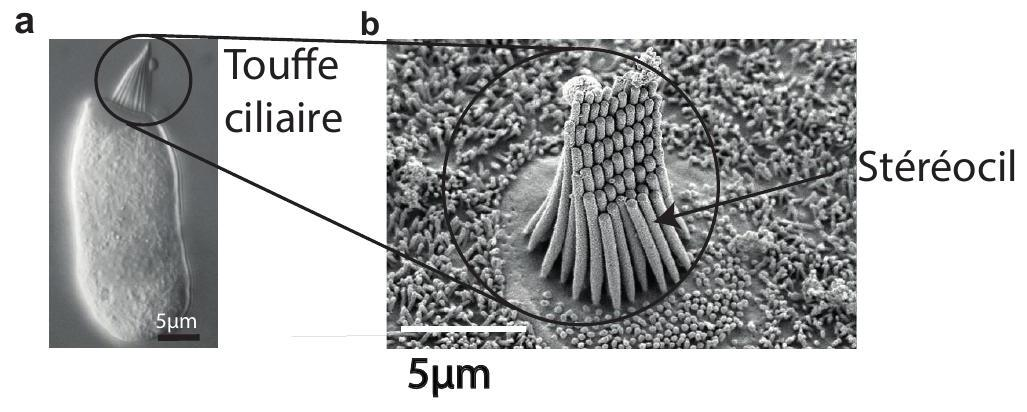 a
b
Touffe
ciliaire
Stéréocil
5µm
5µm